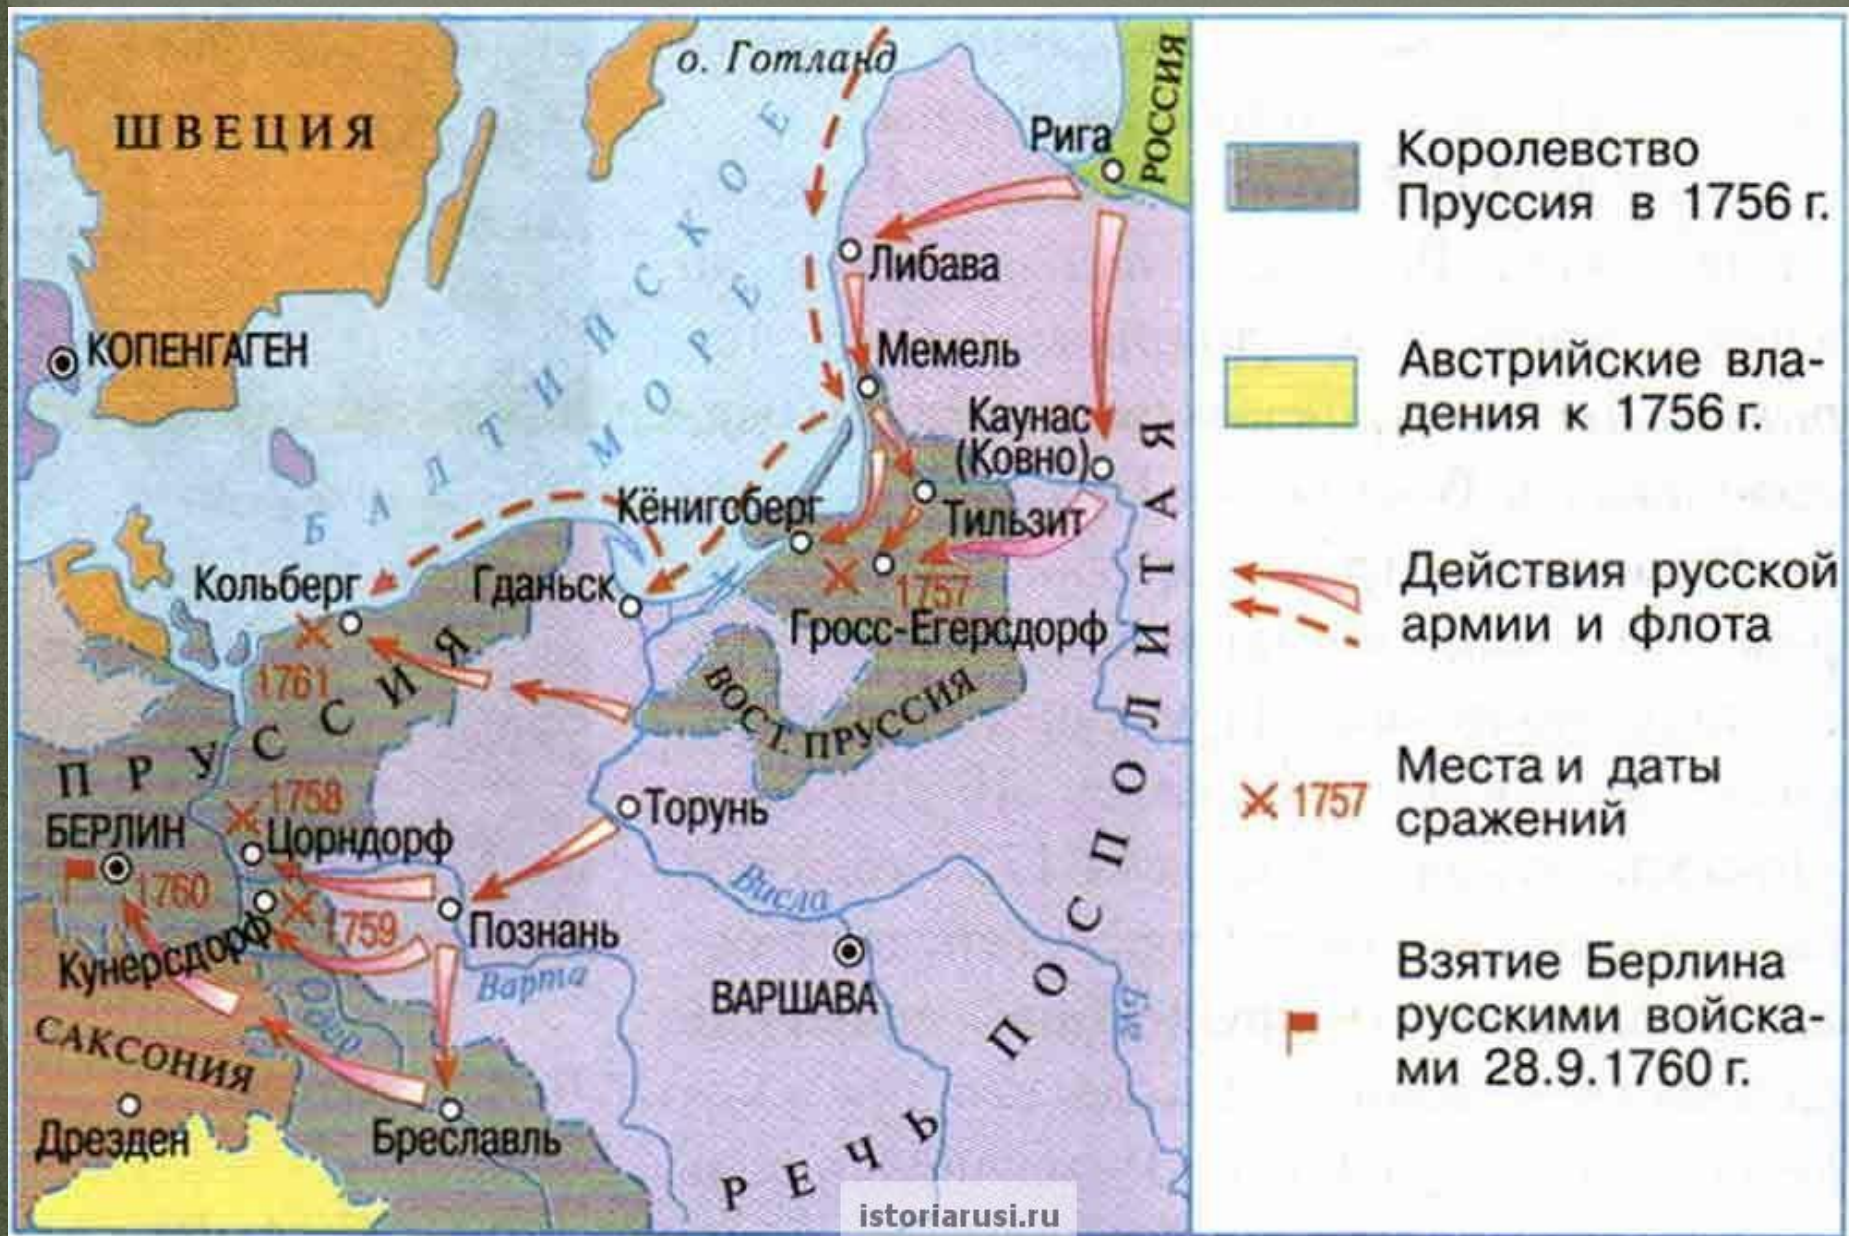 о. Готланд
ШВЕЦИЯ
РОССИЯ
Рига
БАЛТИЙСКОЕ
МОРЕ
Либава
КОПЕНГАГЕН
Мемель
Каунас
(Ковно)
Кёнигсберг
Тильзит
Кольберг
Гданьск
1757
Гросс-Егерсдорф
1761
ВОСТ. ПРУССИЯ
ПРУССИЯ
1758
БЕРЛИН
Цорндорф
Торунь
1760
Висла
1759
Познань
Кунерсдорф
Варта
ВАРШАВА
Одер
САКСОНИЯ
Дрезден
Бреславль
РЕЧЬ
ПОСПОЛИТАЯ
istoriarusi.ru
Королевство
Пруссия в 1756 г.
Австрийские вла-
дения к 1756 г.
Действия русской
армии и флота
1757
Места и даты
сражений
Взятие Берлина
русскими войска-
ми 28.9.1760 г.